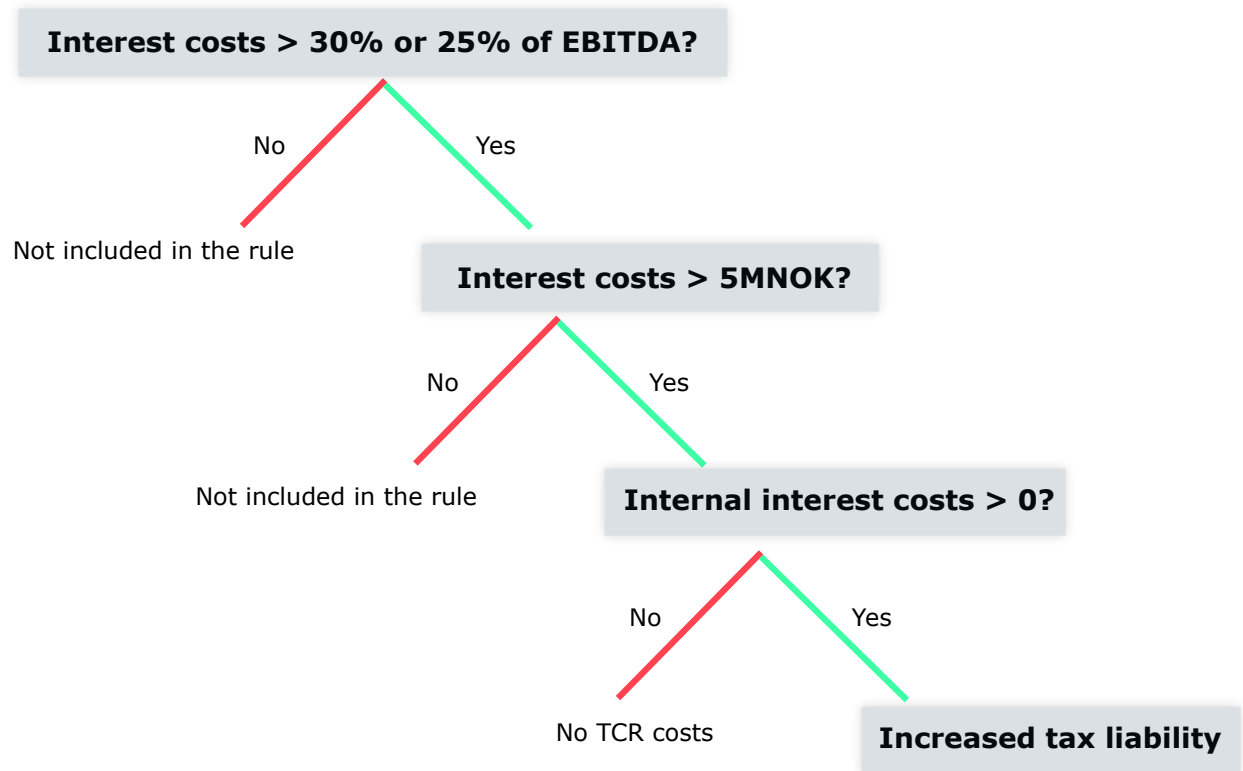 Interest costs > 30% or 25% of EBITDA?
No
Yes
Not included in the rule
Interest costs > 5MNOK?
No
Yes
Not included in the rule
Internal interest costs > 0?
No
Yes
No TCR costs
Increased tax liability